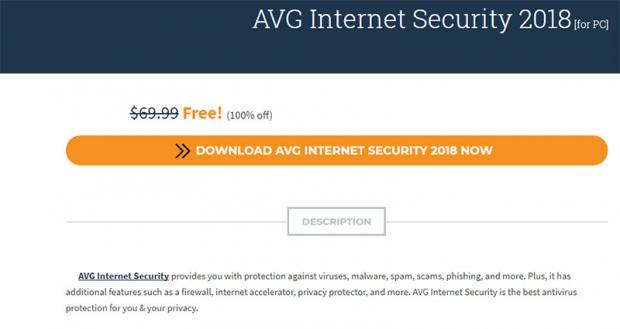 AVG Internet Security 2018 [for PC]
$69.99 Free! (100% off)
DOWNLOAD AVG INTERNET SECURITY 2018 NOW
DESCRIPTION
AVG Internet Security provides you with protection against viruses, malware, spam, scams, phishing, and more. Plus, it has
additional features such as a firewall, internet accelerator, privacy protector, and more. AVG Internet Security is the best antivirus
protection for you & your privacy.